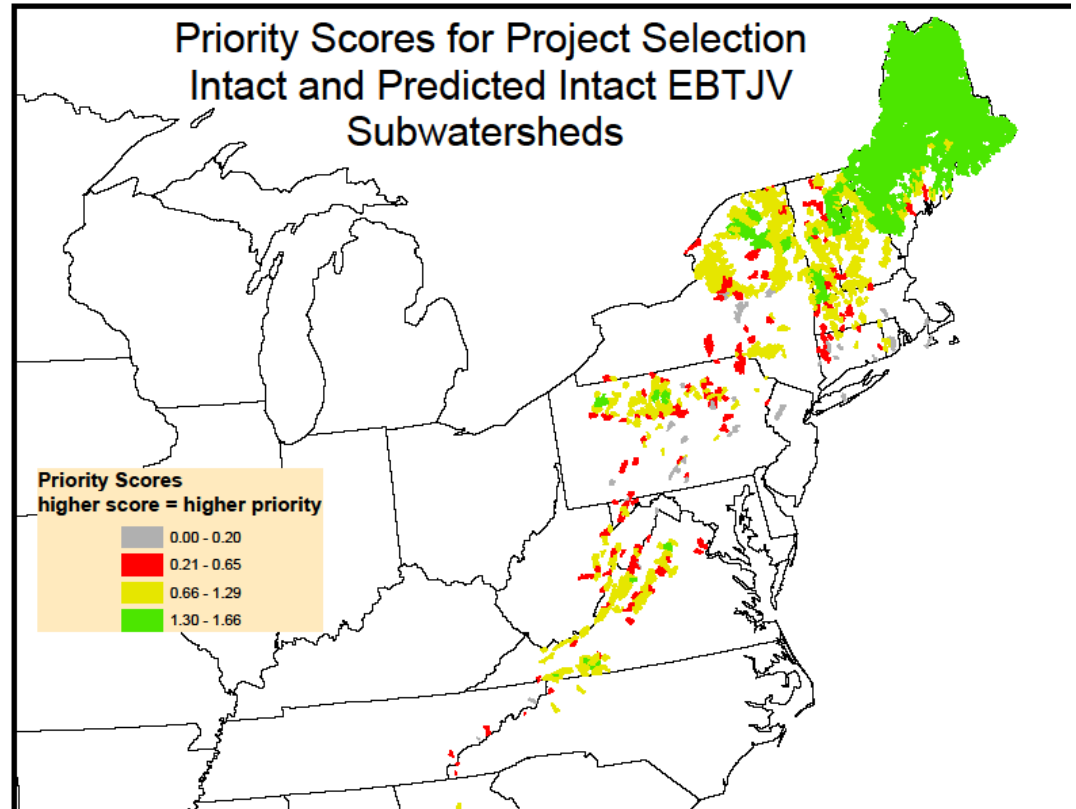 Priority Scores for Project Selection
Intact and Predicted Intact EBTJV
Subwatersheds
Priority Scores
higher score = higher priority
0.00 - 0.20
0.21 - 0.65
0.66 - 1.29
1.30 - 1.66